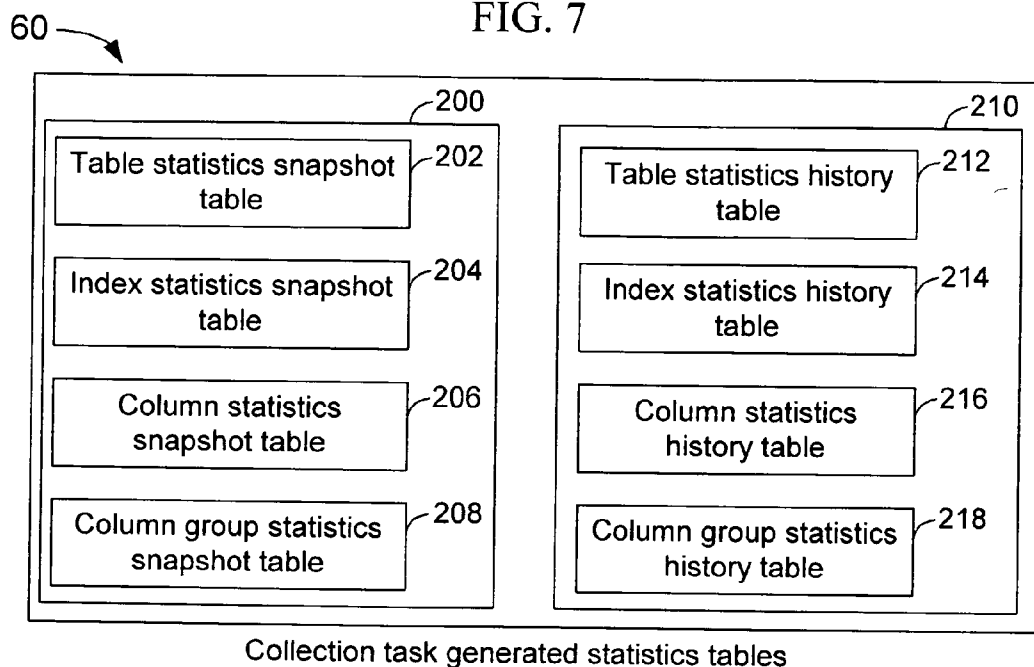 FIG. 7
60
200
210
Table statistics snapshot
table
202
Index statistics snapshot
table
204
Column statistics
snapshot table
206
Column group statistics
snapshot table
208
Table statistics history
table
212
Index statistics history
table
214
Column statistics
history table
216
Column group statistics
history table
218
Collection task generated statistics tables